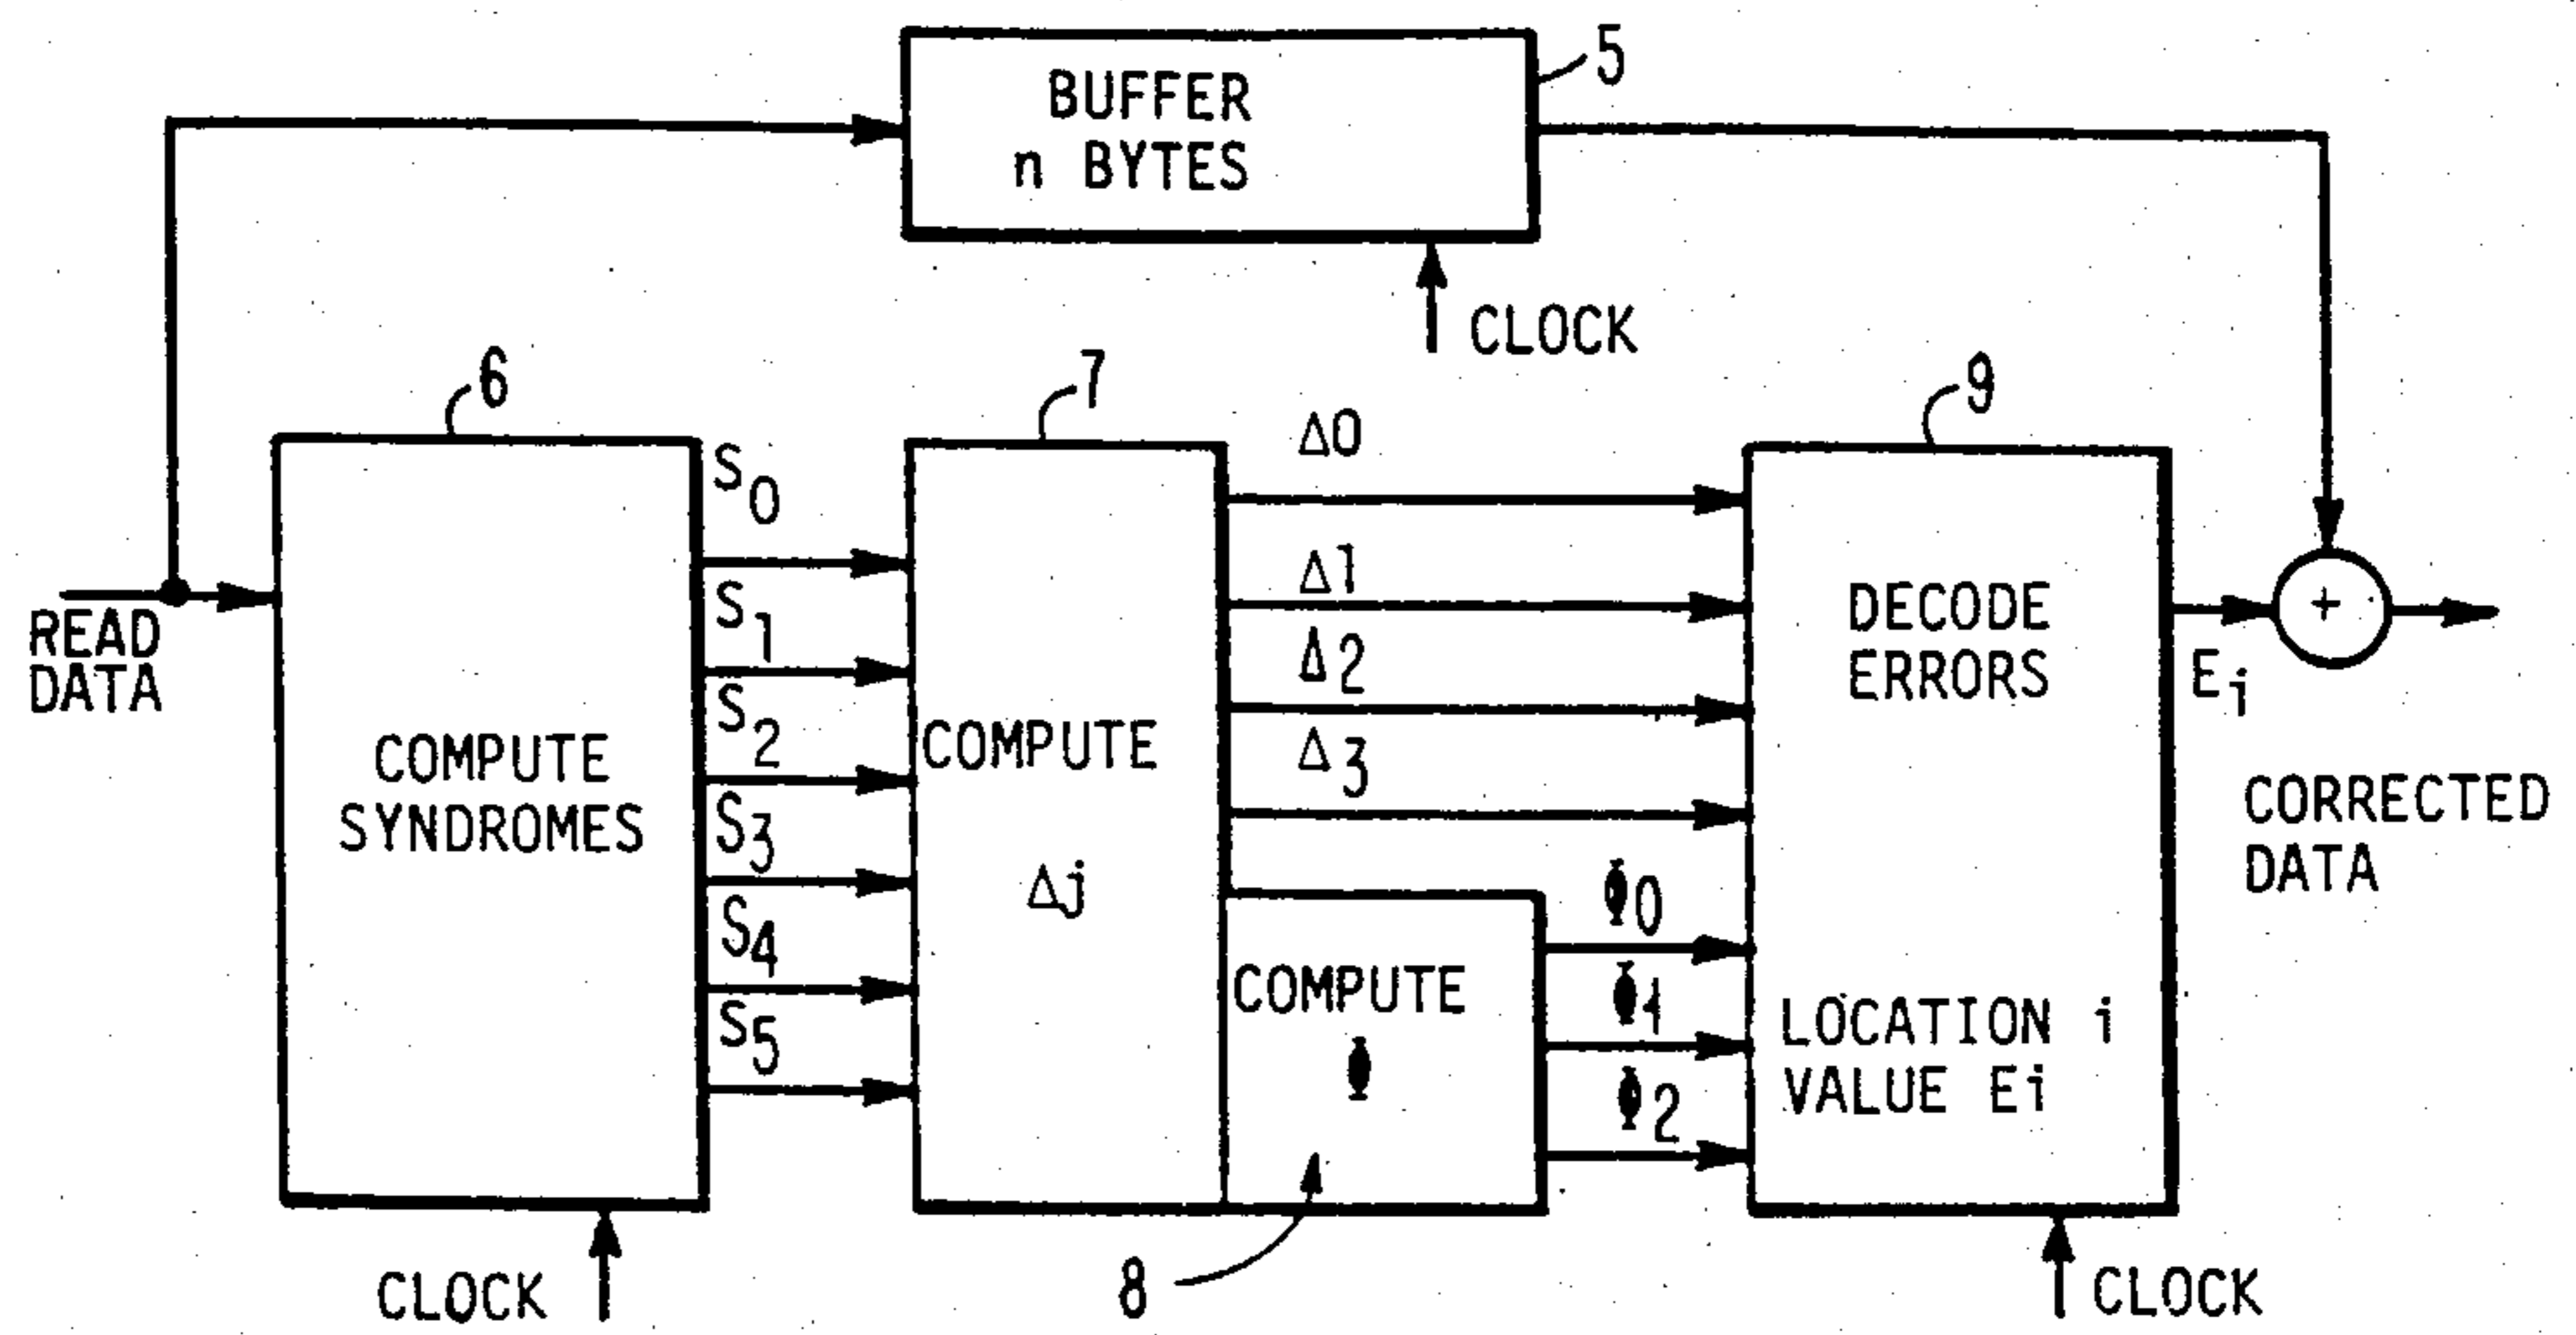 BUFFER
n BYTES
5
CLOCK
6
7
9
READ
DATA
COMPUTE
SYNDROMES
CLOCK
S0
S1
S2
S3
S4
S5
COMPUTE
Δj
Δ0
Δ1
Δ2
Δ3
COMPUTE
Φ
8
Φ0
Φ1
Φ2
DECODE
ERRORS
LOCATION i
VALUE Ei
CLOCK
Ei
+
CORRECTED
DATA